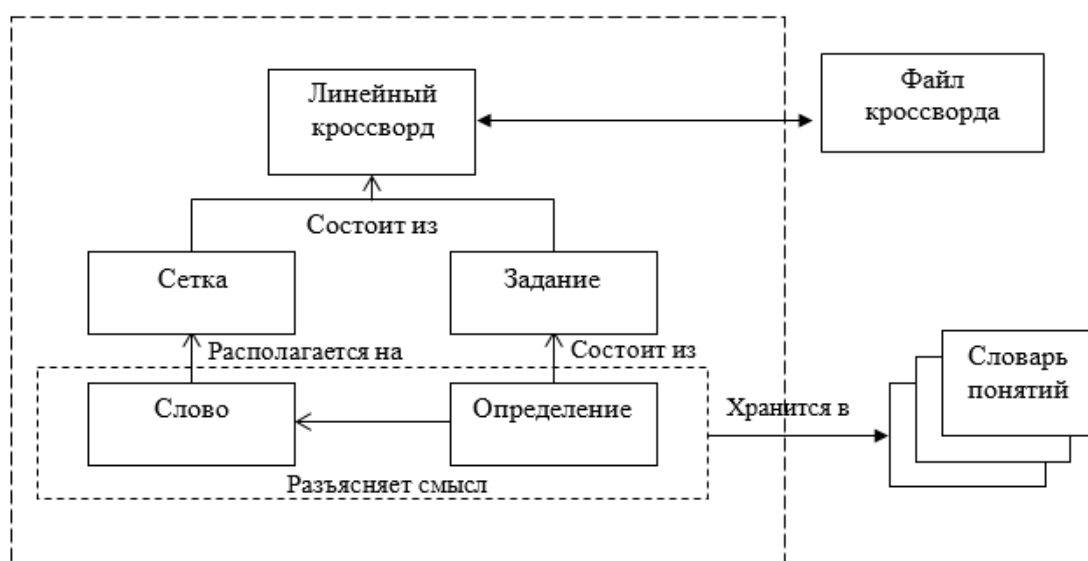 Линейный
кроссворд
Файл
кроссворда
Состоит из
Сетка
Задание
Располагается на
Состоит из
Слово
Определение
Разъясняет смысл
Хранится в
Словарь
понятий